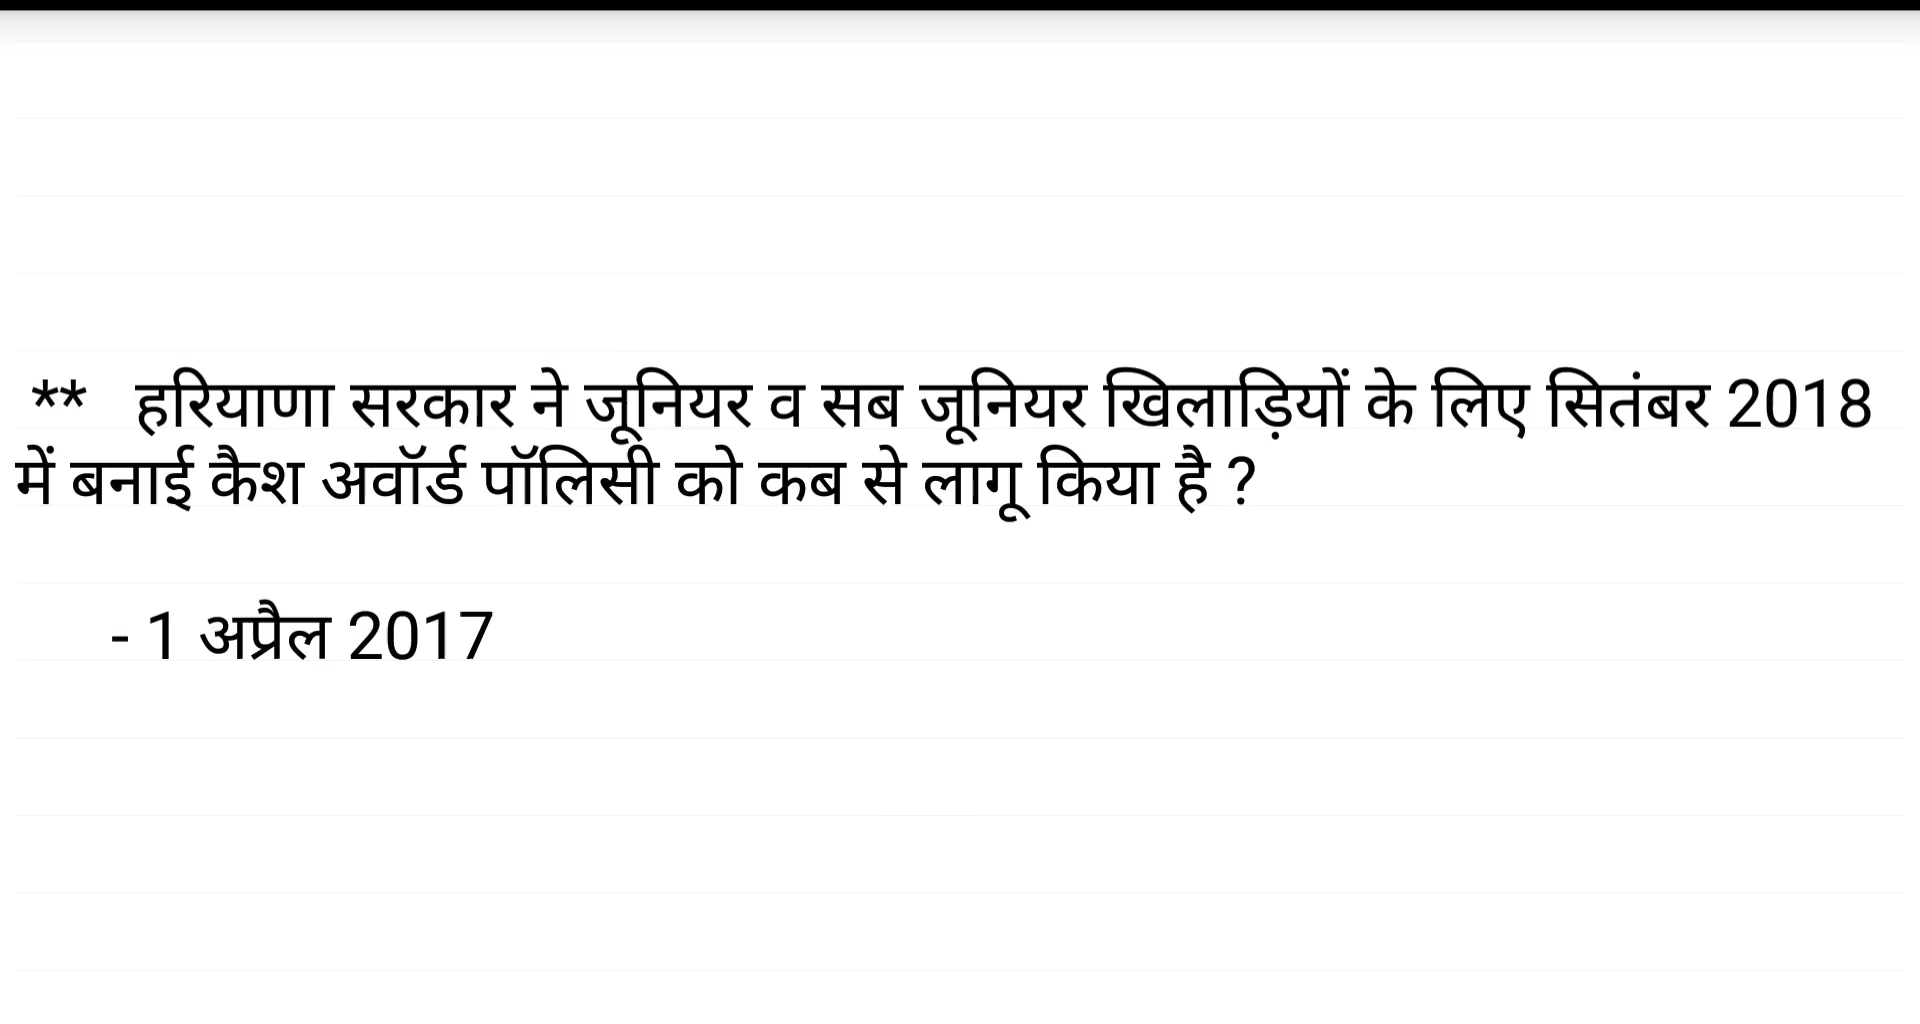 ** हरियाणा सरकार ने जूनियर व सब जूनियर खिलाड़ियों के लिए सितंबर 2018
में बनाई कैश अवॉर्ड पॉलिसी को कब से लागू किया है ?
- 1 अप्रैल 2017